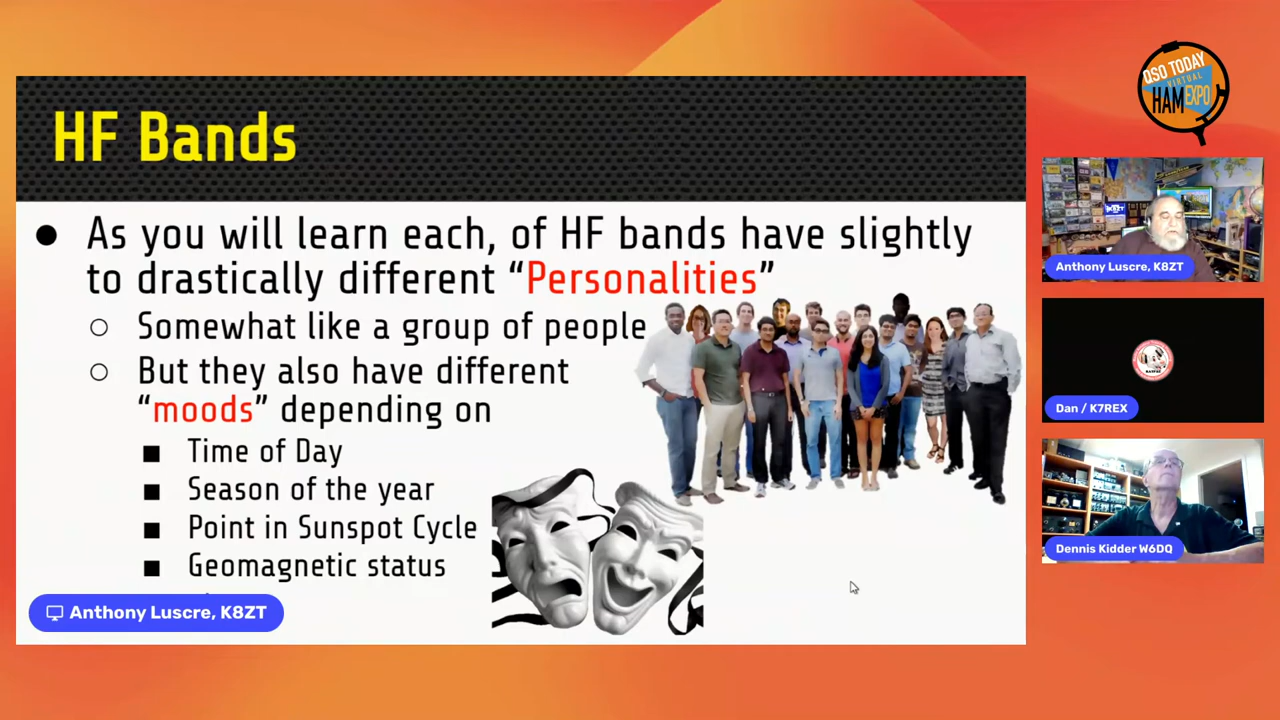 HF Bands
As you will learn each, of HF bands have slightly
to drastically different “Personalities”
Somewhat like a group of people
But they also have different
“moods” depending on
Time of Day
Season of the year
Point in Sunspot Cycle
Geomagnetic status
Anthony Luscre, K8ZT
QSO TODAY
VIRTUAL
HAM EXPO
Anthony Luscre, K8ZT
Dan / K7REX
Dennis Kidder W6DQ